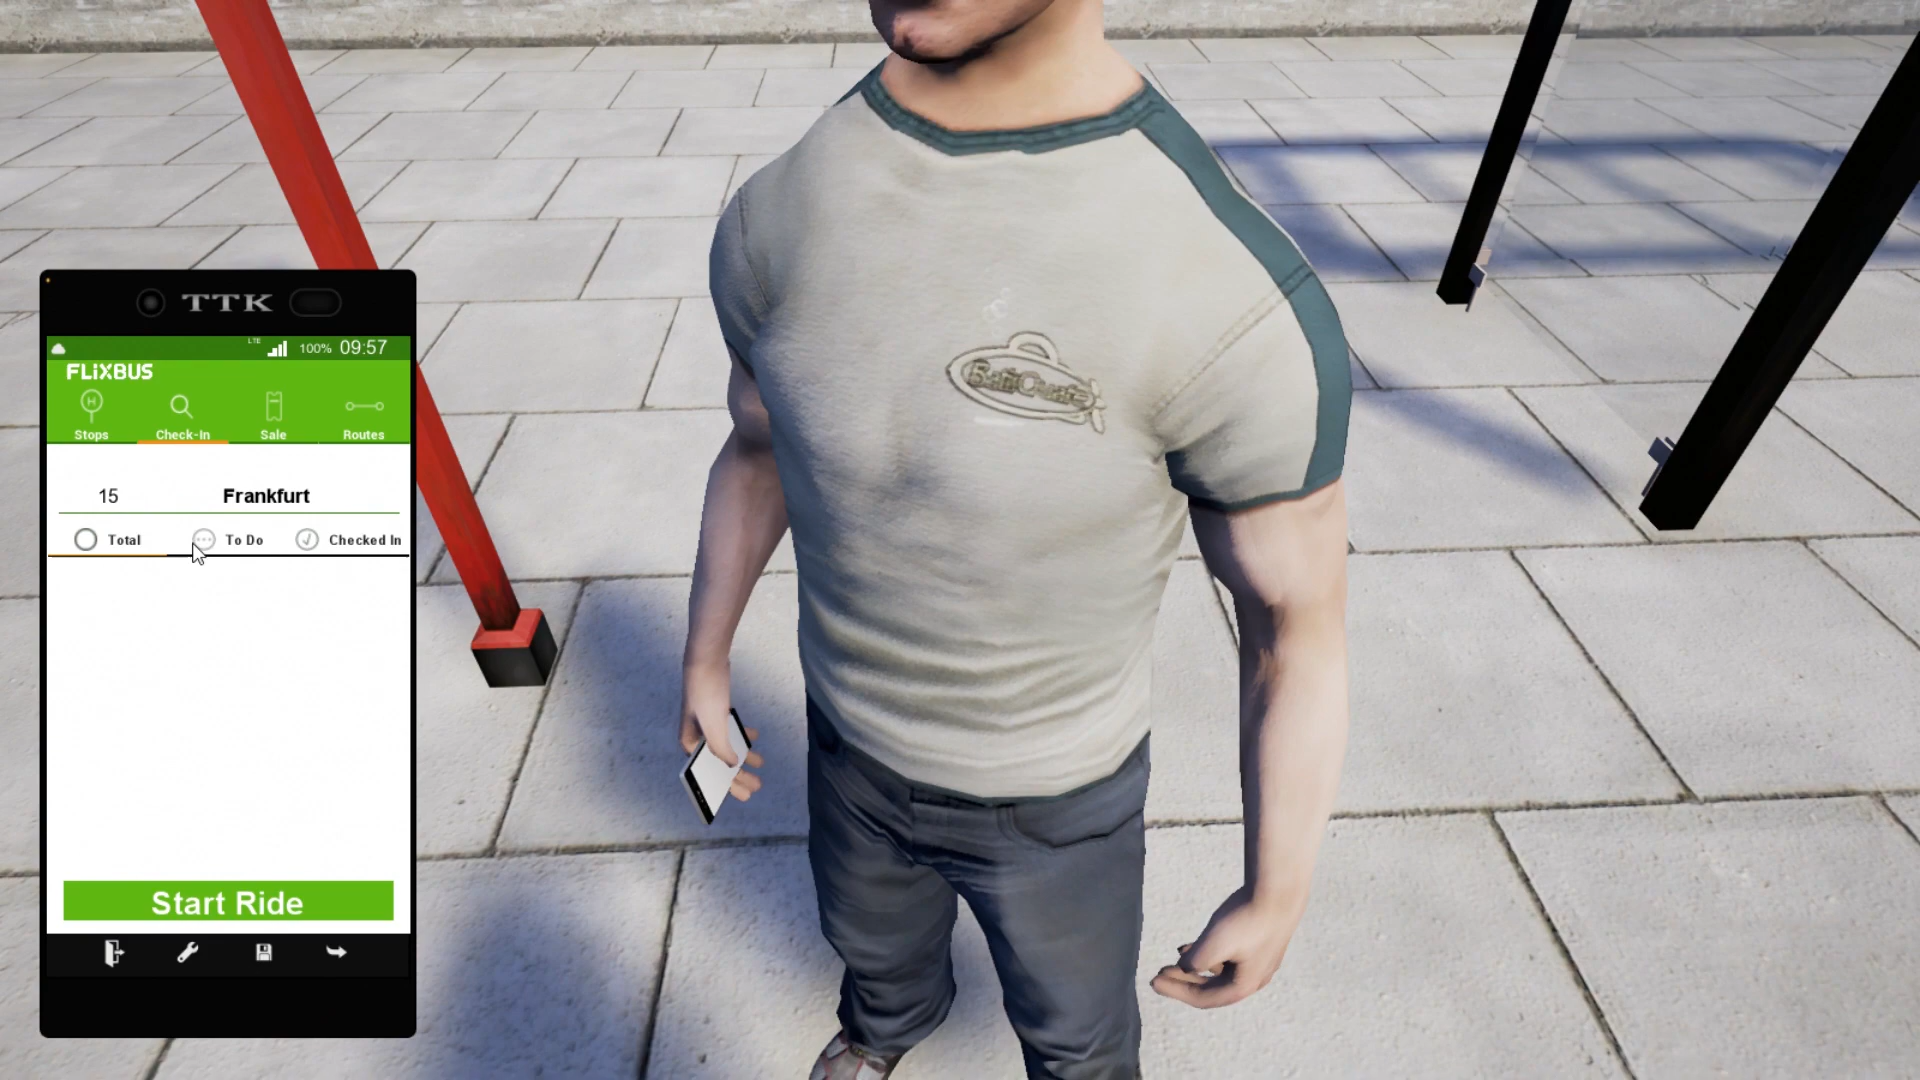 TTK
LTE 100% 09:57
FLiXBUS
H
Stops Check-In Sale Routes
15 Frankfurt
Total To Do Checked In
Start Ride